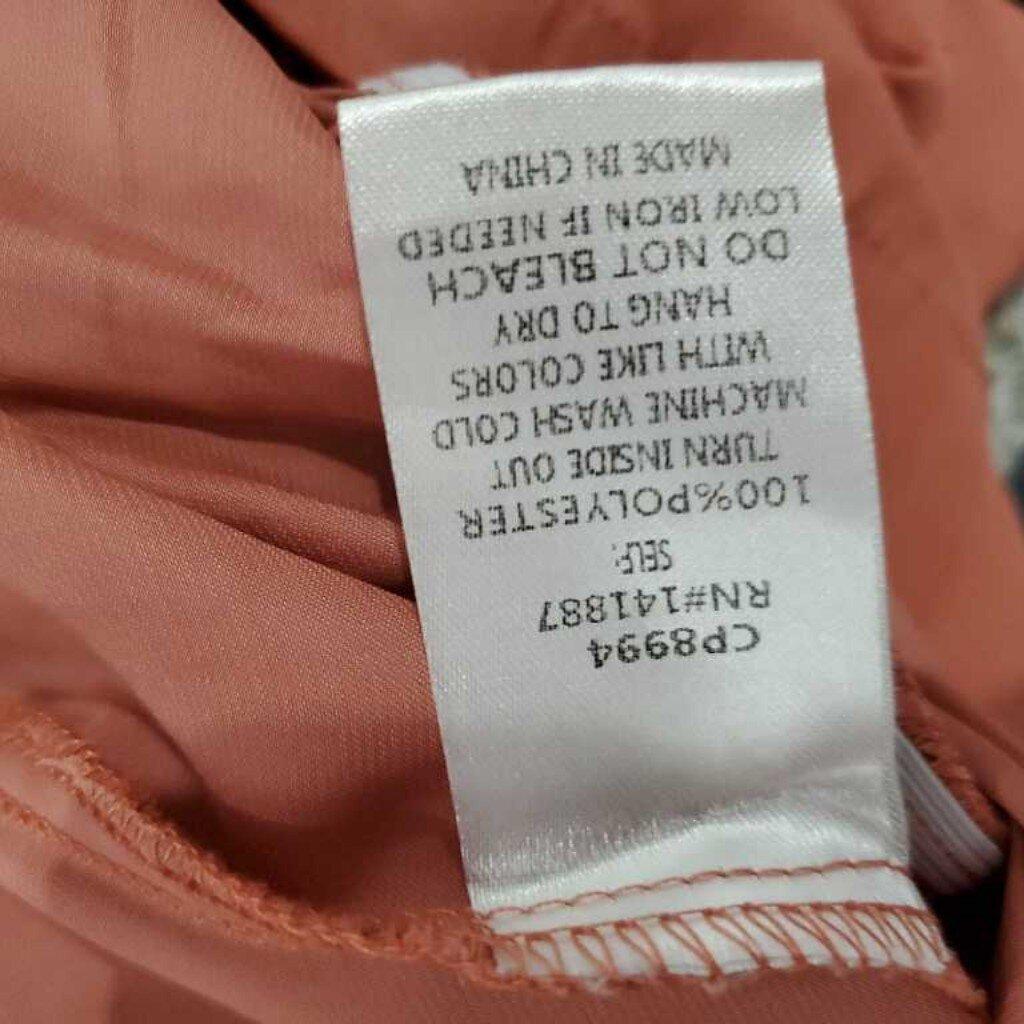 CP8994
RN#141887
SELF:
100%POLYESTER
TURN INSIDE OUT
MACHINE WASH COLD
WITH LIKE COLORS
HANG TO DRY
DO NOT BLEACH
LOW IRON IF NEEDED
MADE IN CHINA